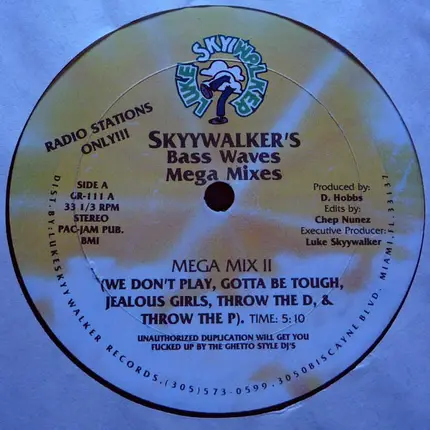 LUKE SKYYWALKER
RADIO STATIONS
ONLY!!!
SKYYWALKER'S
Bass Waves
Mega Mixes
SIDE A
GR-111 A
33 1/3 RPM
STEREO
PAC-JAM PUB.
BMI
Produced by:
D. Hobbs
Edits by:
Chep Nunez
Executive Producer:
Luke Skyywalker
MEGA MIX II
(WE DON'T PLAY, GOTTA BE TOUGH,
JEALOUS GIRLS, THROW THE D, &
THROW THE P). TIME: 5:10
UNAUTHORIZED DUPLICATION WILL GET YOU
FUCKED UP BY THE GHETTO STYLE DJ'S
DIST. BY: LUKE SKYYWALKER RECORDS, (305) 573-0599, 3050 BISCAYNE BLVD. MIAMI, FL. 33137